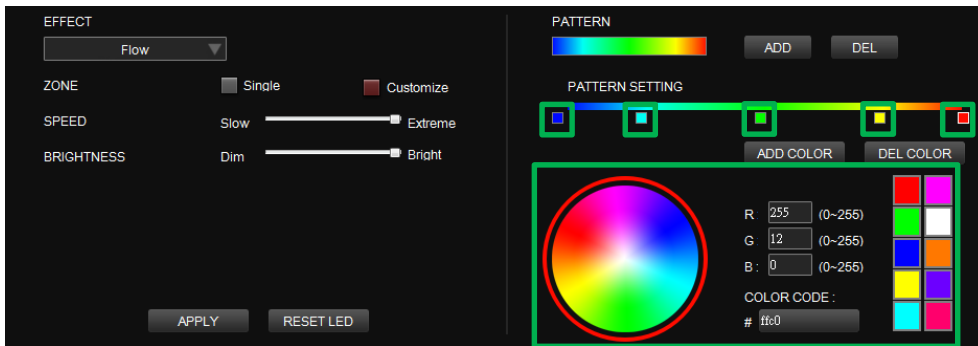 EFFECT
Flow
ZONE
Single
Customize
SPEED
Slow
Extreme
BRIGHTNESS
Dim
Bright
APPLY
RESET LED
PATTERN
ADD
DEL
PATTERN SETTING
ADD COLOR
DEL COLOR
R: 255 (0~255)
G: 12 (0~255)
B: 0 (0~255)
COLOR CODE :
# ffc0